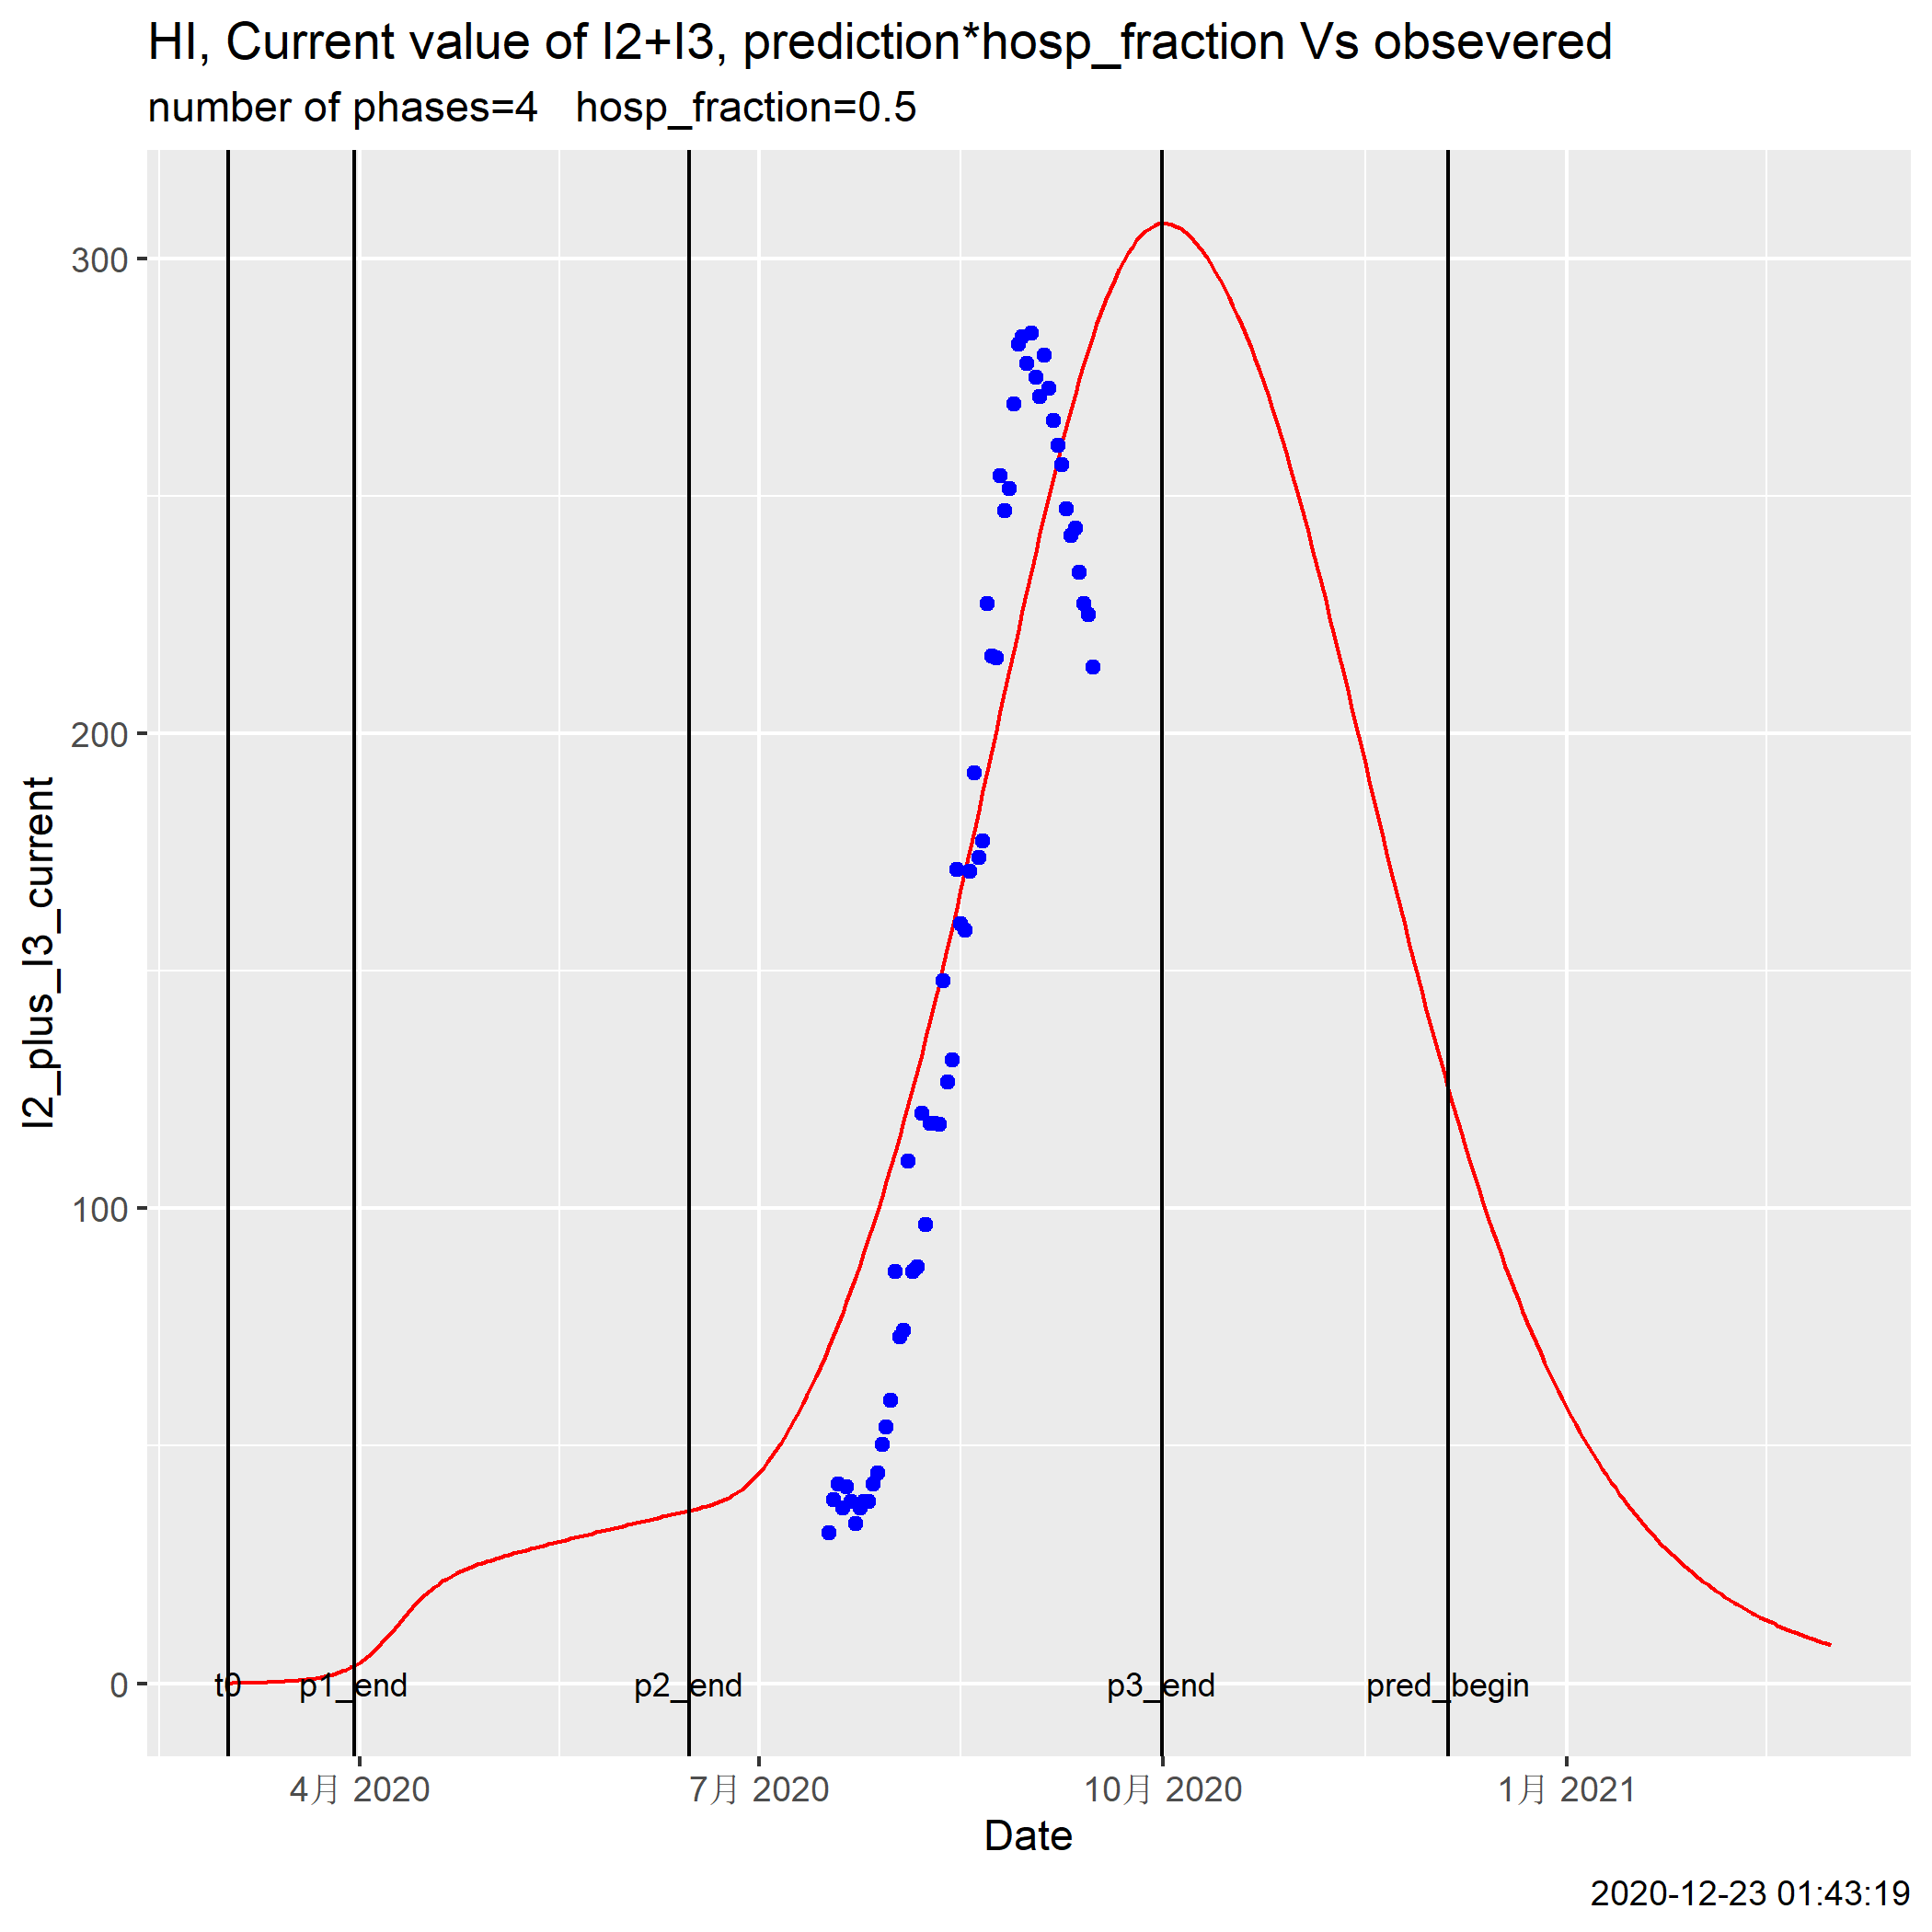 HI, Current value of I2+I3, prediction*hosp_fraction Vs obsevered
number of phases=4   hosp_fraction=0.5
I2_plus_I3_current
300
200
100
0
t0
p1_end
p2_end
p3_end
pred_begin
4月 2020
7月 2020
10月 2020
1月 2021
Date
2020-12-23 01:43:19